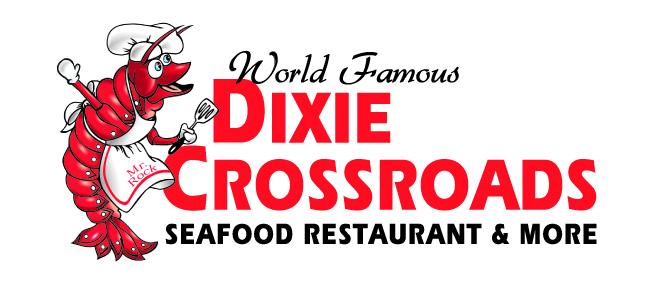 World Famous
DIXIE
CROSSROADS
SEAFOOD RESTAURANT & MORE
Mr.
Rock